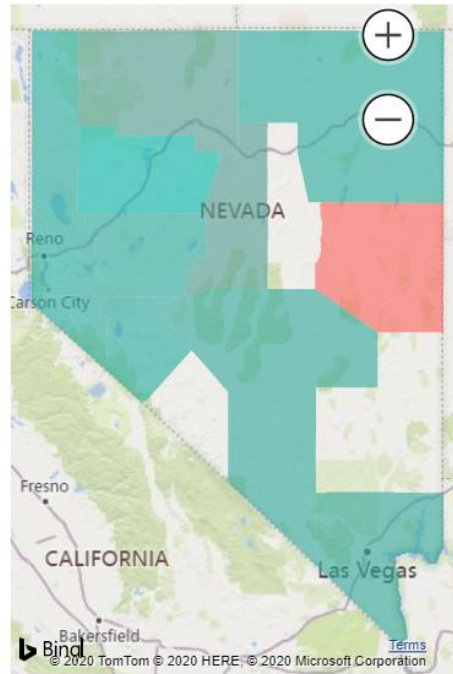 NEVADA
Reno
Carson City
Fresno
CALIFORNIA
Las Vegas
Bakersfield
Bing
Terms
© 2020 TomTom © 2020 HERE, © 2020 Microsoft Corporation